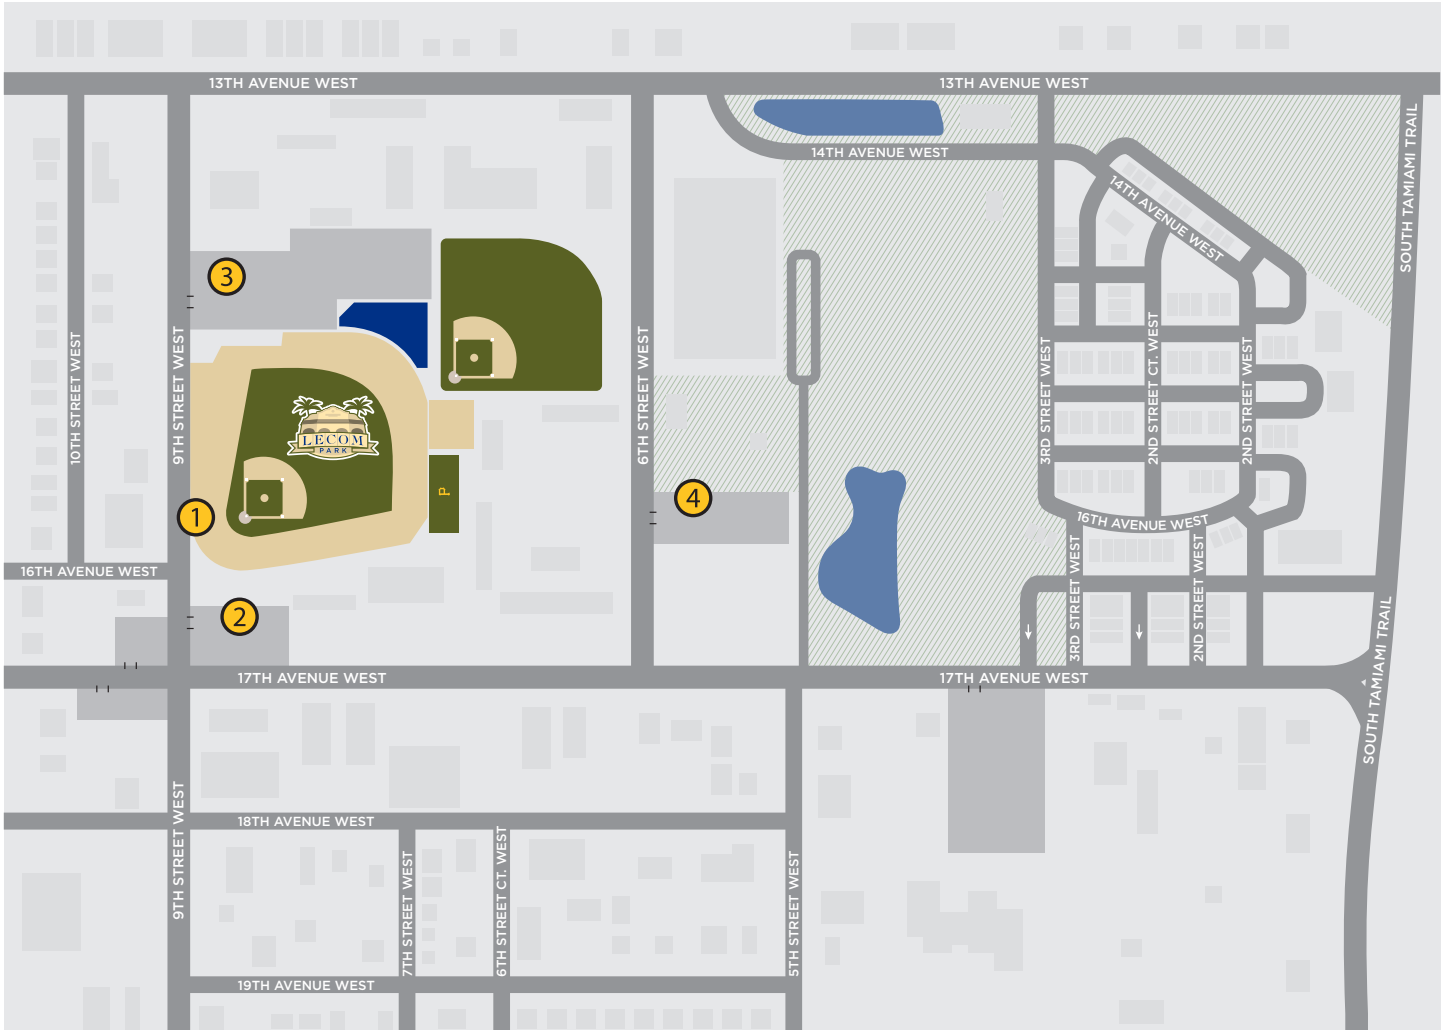 13TH AVENUE WEST
13TH AVENUE WEST
SOUTH TAMIAMI TRAIL
14TH AVENUE WEST
14TH AVENUE WEST
3
10TH STREET WEST
9TH STREET WEST
6TH STREET WEST
3RD STREET WEST
2ND STREET CT. WEST
2ND STREET WEST
LECOM
PARK
P
4
1
16TH AVENUE WEST
16TH AVENUE WEST
3RD STREET WEST
2ND STREET WEST
2
17TH AVENUE WEST
17TH AVENUE WEST
SOUTH TAMIAMI TRAIL
9TH STREET WEST
18TH AVENUE WEST
7TH STREET WEST
6TH STREET CT. WEST
5TH STREET WEST
19TH AVENUE WEST